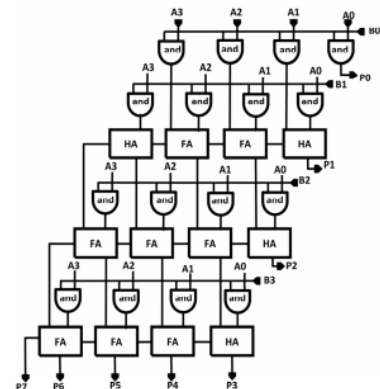 A3 A2 A1 A0
B0
and and and and
P0
A3 A2 A1 A0
B1
and and and and
HA FA FA HA
P1
A3 A2 A1 A0
B2
and and and and
FA FA FA HA
P2
A3 A2 A1 A0
B3
and and and and
FA FA FA HA
P7 P6 P5 P4 P3